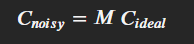 C_noisy = M C_ideal